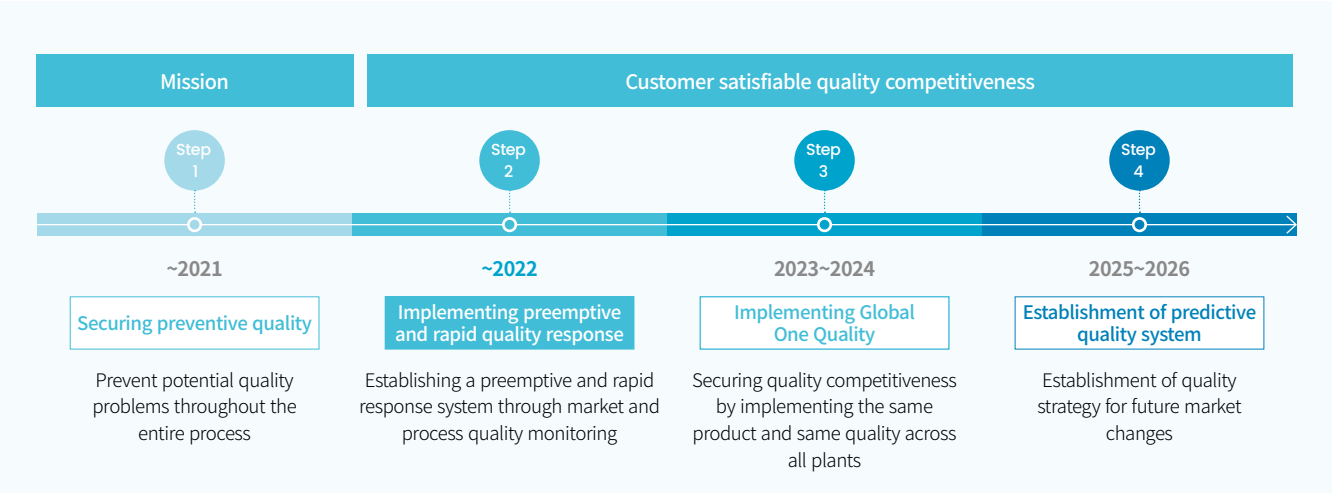 Mission
Customer satisfiable quality competitiveness
Step
1
Step
2
Step
3
Step
4
~2021
~2022
2023~2024
2025~2026
Securing preventive quality
Implementing preemptive
and rapid quality response
Implementing Global
One Quality
Establishment of predictive
quality system
Prevent potential quality
problems throughout the
entire process
Establishing a preemptive and rapid
response system through market and
process quality monitoring
Securing quality competitiveness
by implementing the same
product and same quality across
all plants
Establishment of quality
strategy for future market
changes